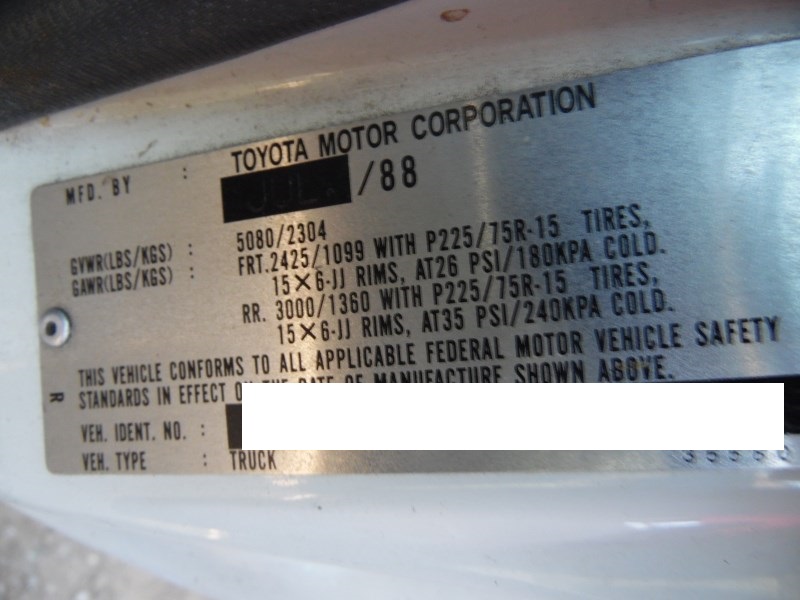 MFD. BY : TOYOTA MOTOR CORPORATION
JUL. /88
GVWR(LBS/KGS) : 5080/2304
GAWR(LBS/KGS) : FRT.2425/1099 WITH P225/75R-15 TIRES,
15×6-JJ RIMS, AT26 PSI/180KPA COLD.
RR. 3000/1360 WITH P225/75R-15 TIRES,
15×6-JJ RIMS, AT35 PSI/240KPA COLD.
THIS VEHICLE CONFORMS TO ALL APPLICABLE FEDERAL MOTOR VEHICLE SAFETY
STANDARDS IN EFFECT ON THE DATE OF MANUFACTURE SHOWN ABOVE.
R
VEH. IDENT. NO. :
VEH. TYPE : TRUCK